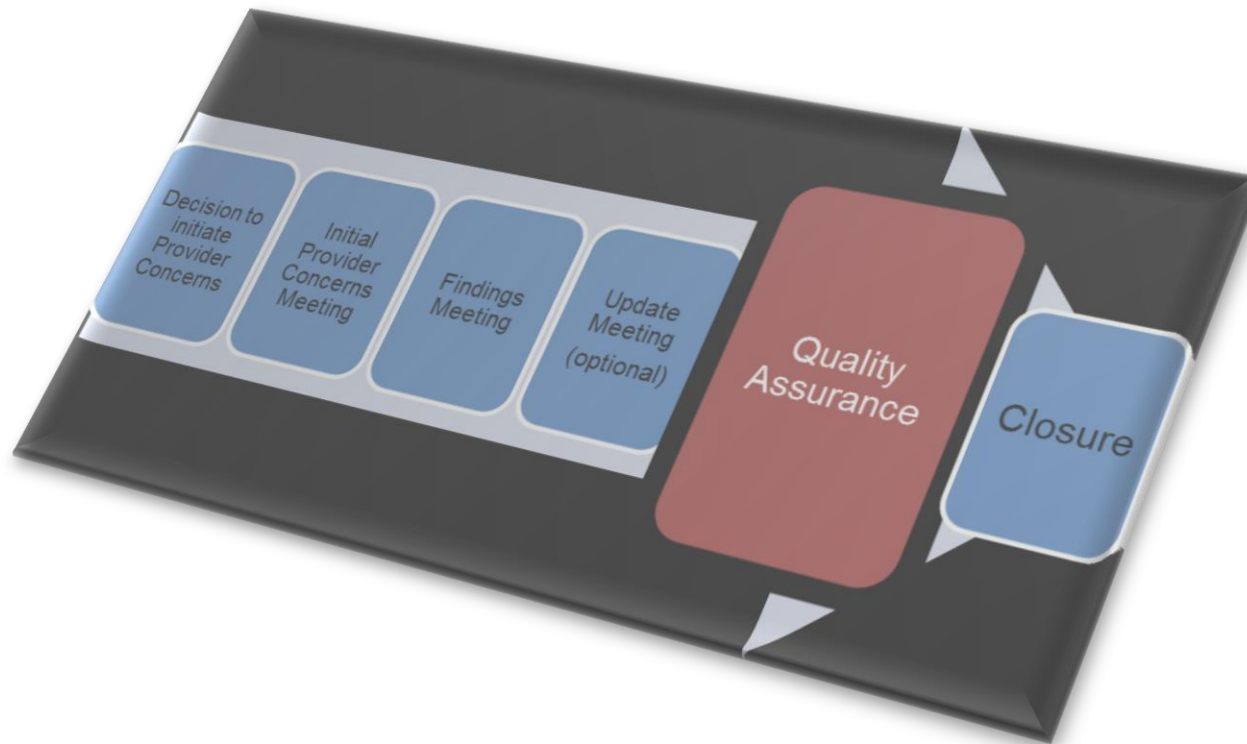 Decision to
initiate
Provider
Concerns
Initial
Provider
Concerns
Meeting
Findings
Meeting
Update
Meeting
(optional)
Quality
Assurance
Closure